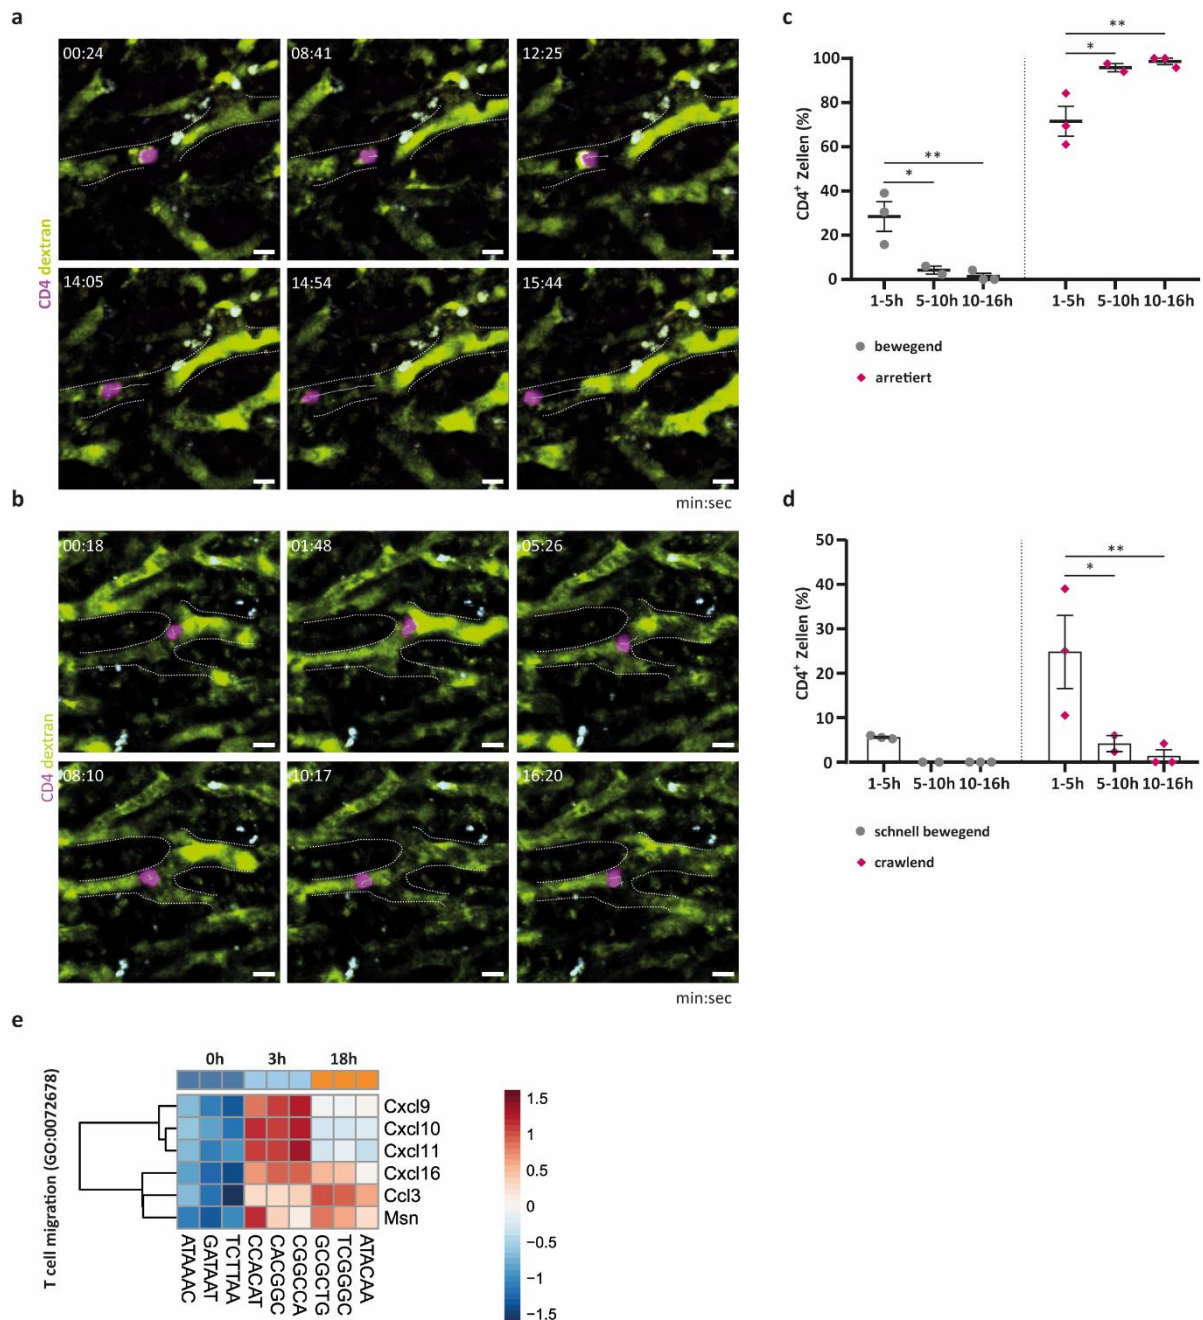 a
00:24
08:41
12:25
14:05
14:54
15:44
CD4 dextran
min:sec
b
00:18
01:48
05:26
08:10
10:17
16:20
CD4 dextran
min:sec
c
** 
*
**
*
100
80
60
40
20
0
CD4⁺ Zellen (%)
1-5h 5-10h 10-16h 1-5h 5-10h 10-16h
bewegend
arretiert
d
**
*
50
40
30
20
10
0
CD4⁺ Zellen (%)
1-5h 5-10h 10-16h 1-5h 5-10h 10-16h
schnell bewegend
crawlend
e
T cell migration (GO:0072678)
0h 3h 18h
Cxcl9
Cxcl10
Cxcl11
Cxcl16
Ccl3
Msn
ATAAAC
GATAAT
TCTTAA
CCACAT
CACGGC
CGGCCA
GCGCTG
TCGGGC
ATACAA
1.5
1
0.5
0
−0.5
−1
−1.5